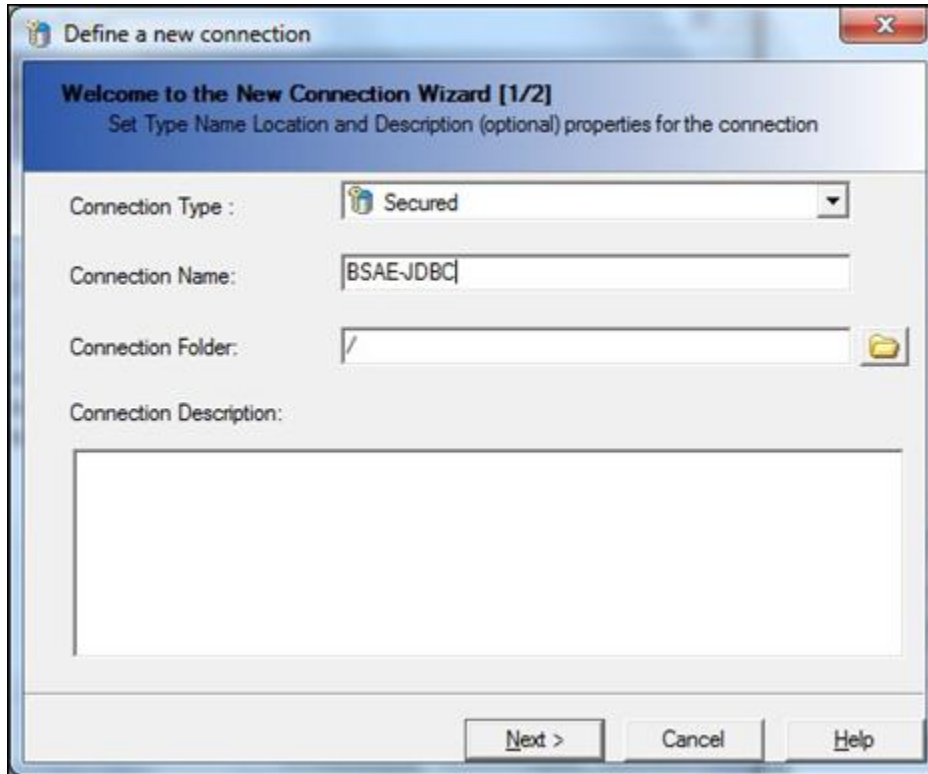 Define a new connection
Welcome to the New Connection Wizard [1/2]
Set Type Name Location and Description (optional) properties for the connection
Connection Type : Secured
Connection Name: BSAE-JDBC
Connection Folder: /
Connection Description:
Next > Cancel Help